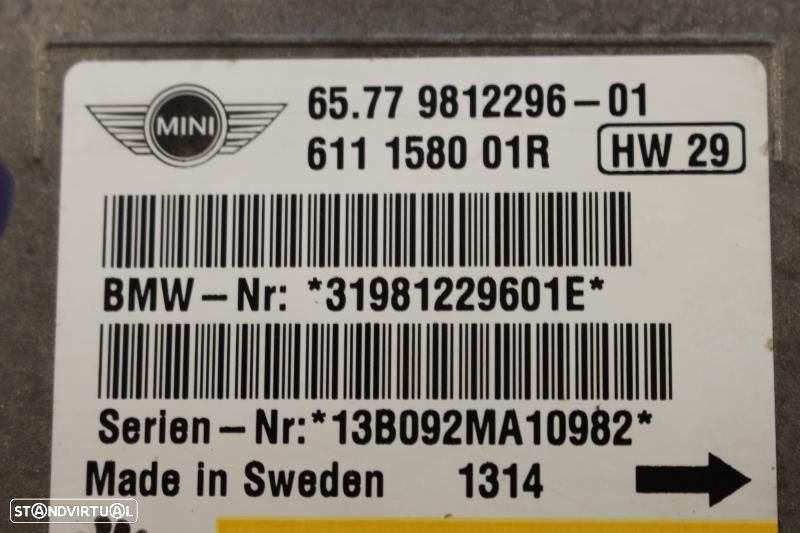 MINI
65.77 9812296-01
611 1580 01R HW 29
BMW-Nr: *31981229601E*
Serien-Nr:*13B092MA10982*
Made in Sweden 1314
STANDVIRTUAL